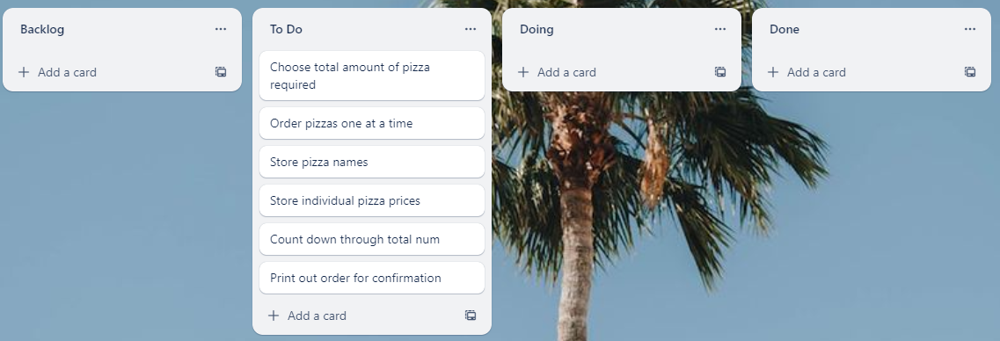 Backlog
Add a card
To Do
Choose total amount of pizza
required
Order pizzas one at a time
Store pizza names
Store individual pizza prices
Count down through total num
Print out order for confirmation
Add a card
Doing
Add a card
Done
Add a card